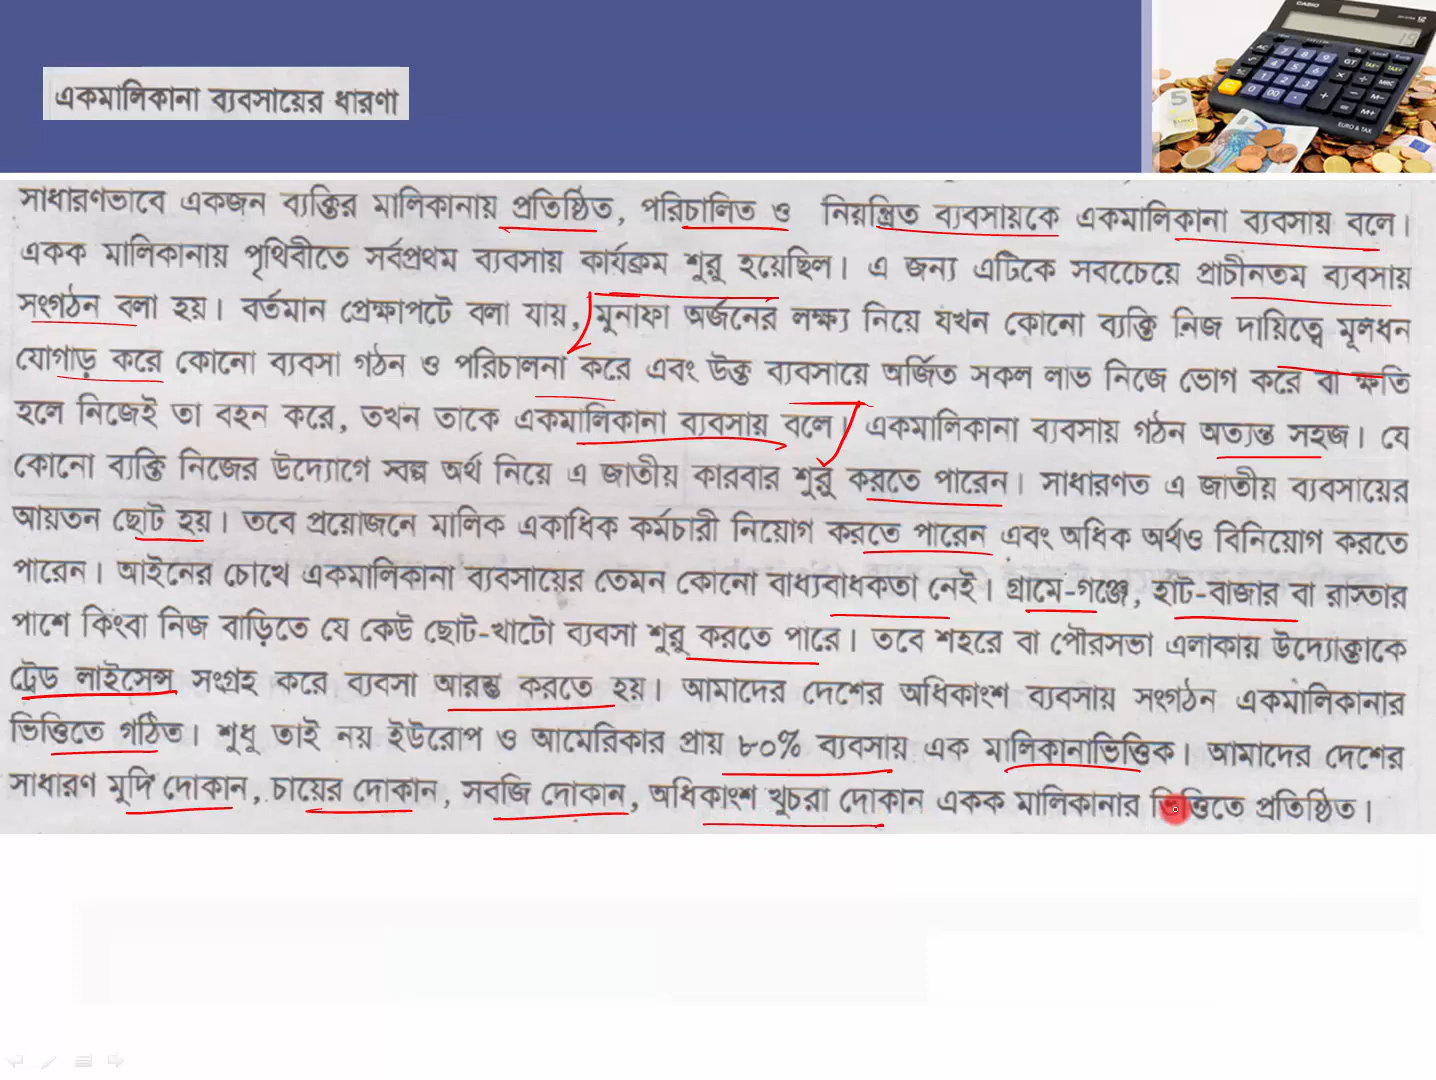 একমালিকানা ব্যবসায়ের ধারণা
সাধারণভাবে একজন ব্যক্তির মালিকানায় প্রতিষ্ঠিত, পরিচালিত ও নিয়ন্ত্রিত ব্যবসায়কে একমালিকানা ব্যবসায় বলে।
একক মালিকানায় পৃথিবীতে সর্বপ্রথম ব্যবসায় কার্যক্রম শুরু হয়েছিল। এ জন্য এটিকে সবচেয়ে প্রাচীনতম ব্যবসায়
সংগঠন বলা হয়। বর্তমান প্রেক্ষাপটে বলা যায়, মুনাফা অর্জনের লক্ষ্য নিয়ে যখন কোনো ব্যক্তি নিজ দায়িত্বে মূলধন
যোগাড় করে কোনো ব্যবসা গঠন ও পরিচালনা করে এবং উক্ত ব্যবসায়ে অর্জিত সকল লাভ নিজে ভোগ করে বা ক্ষতি
হলে নিজেই তা বহন করে, তখন তাকে একমালিকানা ব্যবসায় বলে। একমালিকানা ব্যবসায় গঠন অত্যন্ত সহজ। যে
কোনো ব্যক্তি নিজের উদ্যোগে স্বল্প অর্থ নিয়ে এ জাতীয় কারবার শুরু করতে পারেন। সাধারণত এ জাতীয় ব্যবসায়ের
আয়তন ছোট হয়। তবে প্রয়োজনে মালিক একাধিক কর্মচারী নিয়োগ করতে পারেন এবং অধিক অর্থও বিনিয়োগ করতে
পারেন। আইনের চোখে একমালিকানা ব্যবসায়ের তেমন কোনো বাধ্যবাধকতা নেই। গ্রামে-গঞ্জে, হাট-বাজার বা রাস্তার
পাশে কিংবা নিজ বাড়িতে যে কেউ ছোট-খাটো ব্যবসা শুরু করতে পারে। তবে শহরে বা পৌরসভা এলাকায় উদ্যোক্তাকে
ট্রেড লাইসেন্স সংগ্রহ করে ব্যবসা আরম্ভ করতে হয়। আমাদের দেশের অধিকাংশ ব্যবসায় সংগঠন একমালিকানার
ভিত্তিতে গঠিত। শুধু তাই নয় ইউরোপ ও আমেরিকার প্রায় ৮০% ব্যবসায় এক মালিকানাভিত্তিক। আমাদের দেশের
সাধারণ মুদি দোকান, চায়ের দোকান, সবজি দোকান, অধিকাংশ খুচরা দোকান একক মালিকানার ভিত্তিতে প্রতিষ্ঠিত।